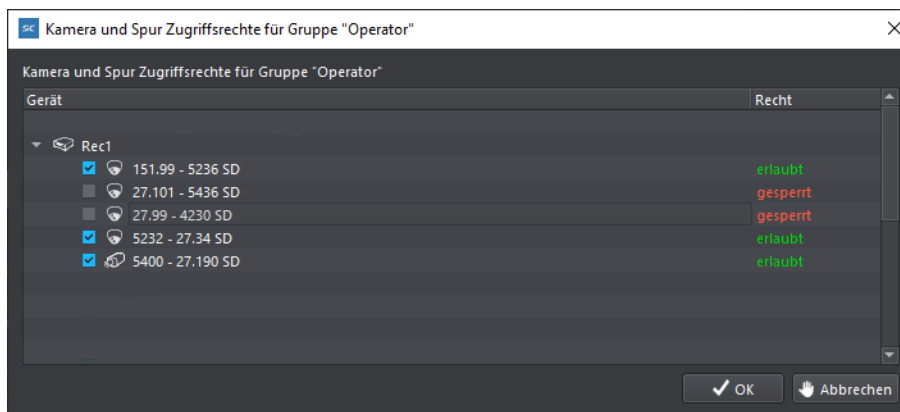 sc Kamera und Spur Zugriffsrechte für Gruppe "Operator"
Kamera und Spur Zugriffsrechte für Gruppe "Operator"
Gerät Recht
Rec1
151.99 - 5236 SD erlaubt
27.101 - 5436 SD gesperrt
27.99 - 4230 SD gesperrt
5232 - 27.34 SD erlaubt
5400 - 27.190 SD erlaubt
OK Abbrechen